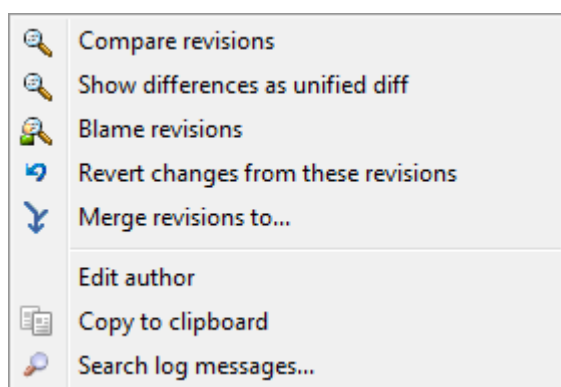 Compare revisions
Show differences as unified diff
Blame revisions
Revert changes from these revisions
Merge revisions to...
Edit author
Copy to clipboard
Search log messages...